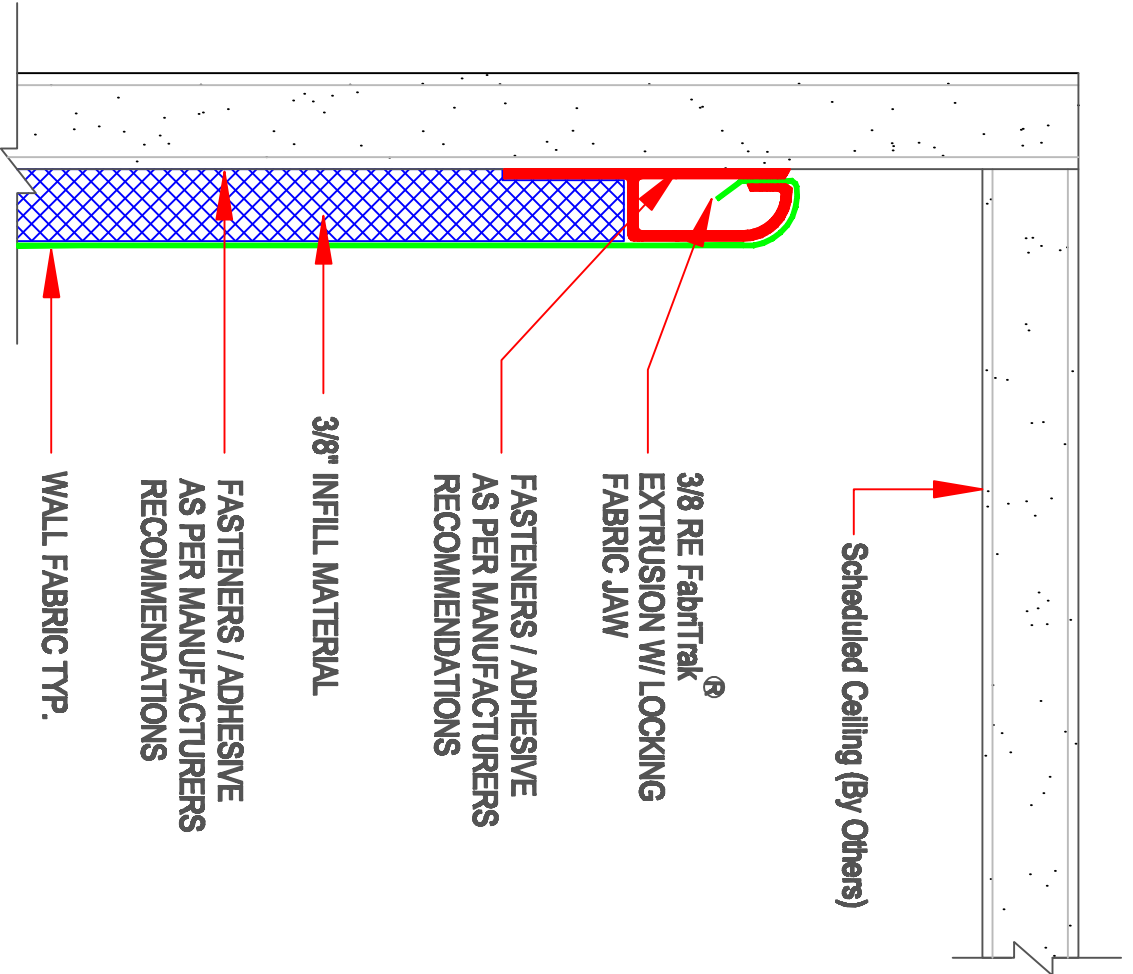 Scheduled Ceiling (By Others)
3/8 RE FabriTrak®
EXTRUSION W/ LOCKING
FABRIC JAW
FASTENERS / ADHESIVE
AS PER MANUFACTURERS
RECOMMENDATIONS
3/8" INFILL MATERIAL
FASTENERS / ADHESIVE
AS PER MANUFACTURERS
RECOMMENDATIONS
WALL FABRIC TYP.